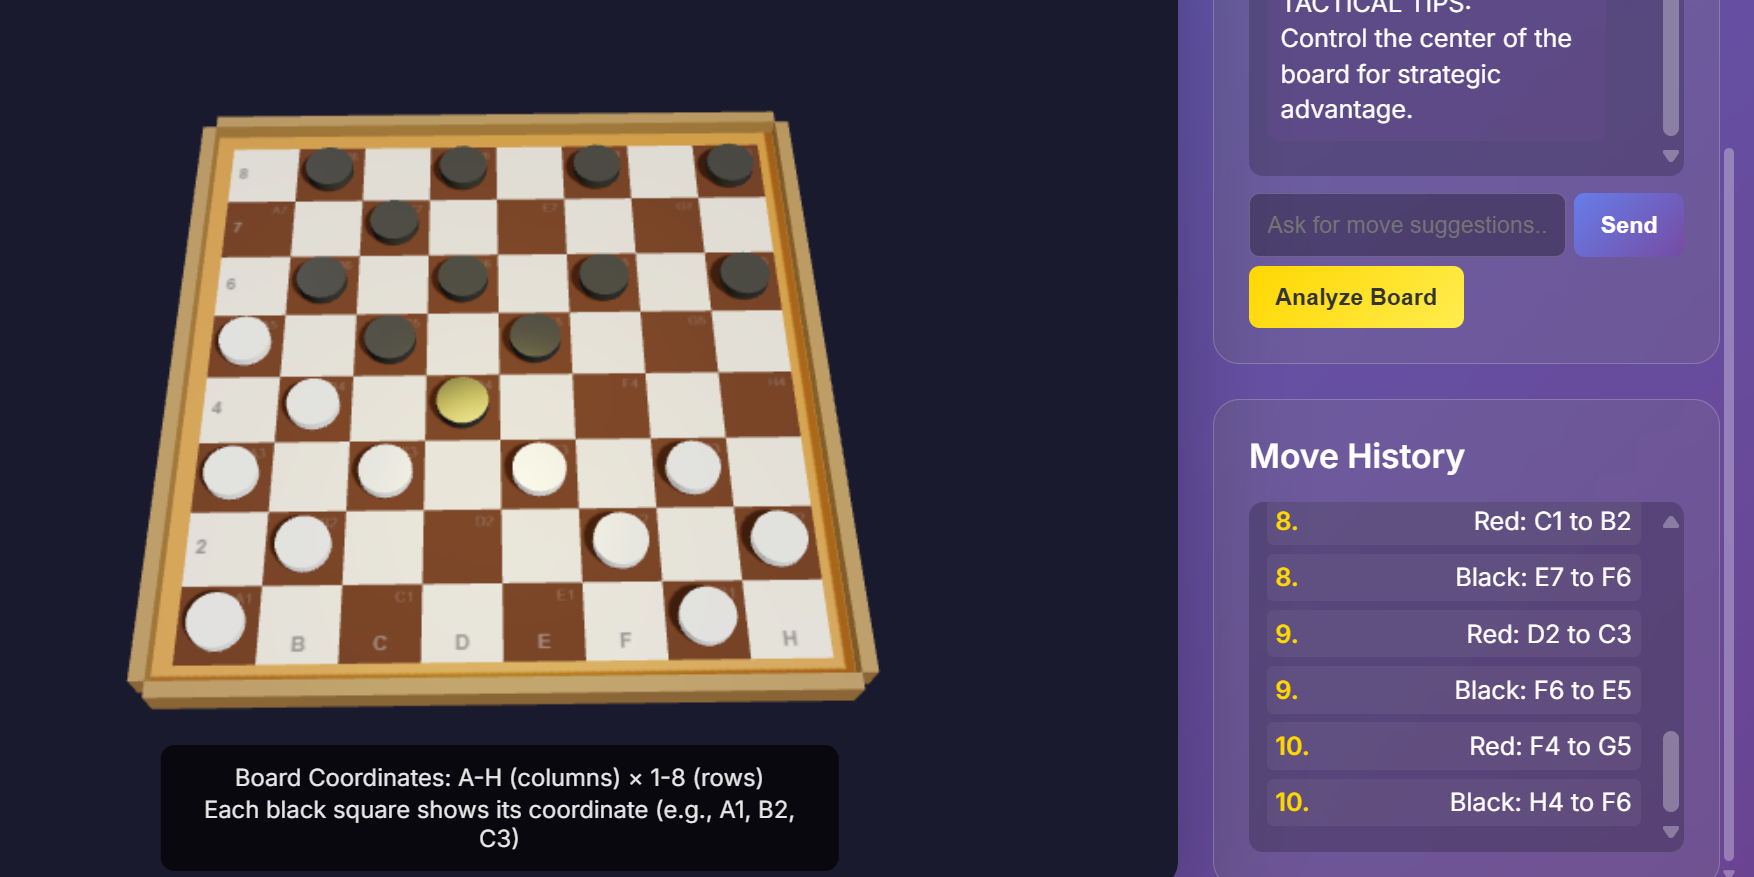 TACTICAL TIPS:
Control the center of the
board for strategic
advantage.
Ask for move suggestions..
Send
Analyze Board
Move History
8. Red: C1 to B2
8. Black: E7 to F6
9. Red: D2 to C3
9. Black: F6 to E5
10. Red: F4 to G5
10. Black: H4 to F6
8
A7 E7 G7
7
6
G5
4 F4 H4
D2
2
A1 C1 E1
B C D E F H
Board Coordinates: A-H (columns) × 1-8 (rows)
Each black square shows its coordinate (e.g., A1, B2,
C3)